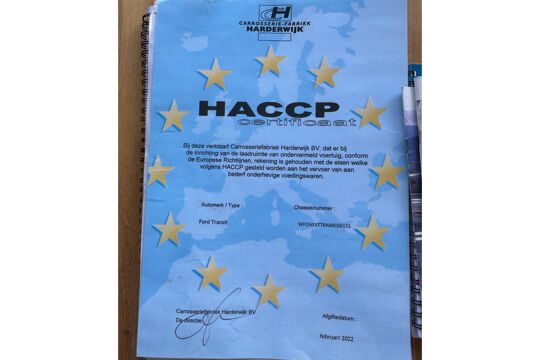 CARROSSERIE-FABRIEK
HARDERWIJK
HACCP
certificaat
Bij deze verklaart Carrosseriefabriek Harderwijk BV, dat er bij
de inrichting van de laadruimte van ondervermeld voertuig, conform
de Europese Richtlijnen, rekening is gehouden met de eisen welke
volgens HACCP gesteld worden aan het vervoer van aan
bederf onderhevige voedingswaren.
Automerk / Type : Chassisnummer :
Ford Transit
Carrosseriefabriek Harderwijk BV
De directie Afgiftedatum :
februari 2022